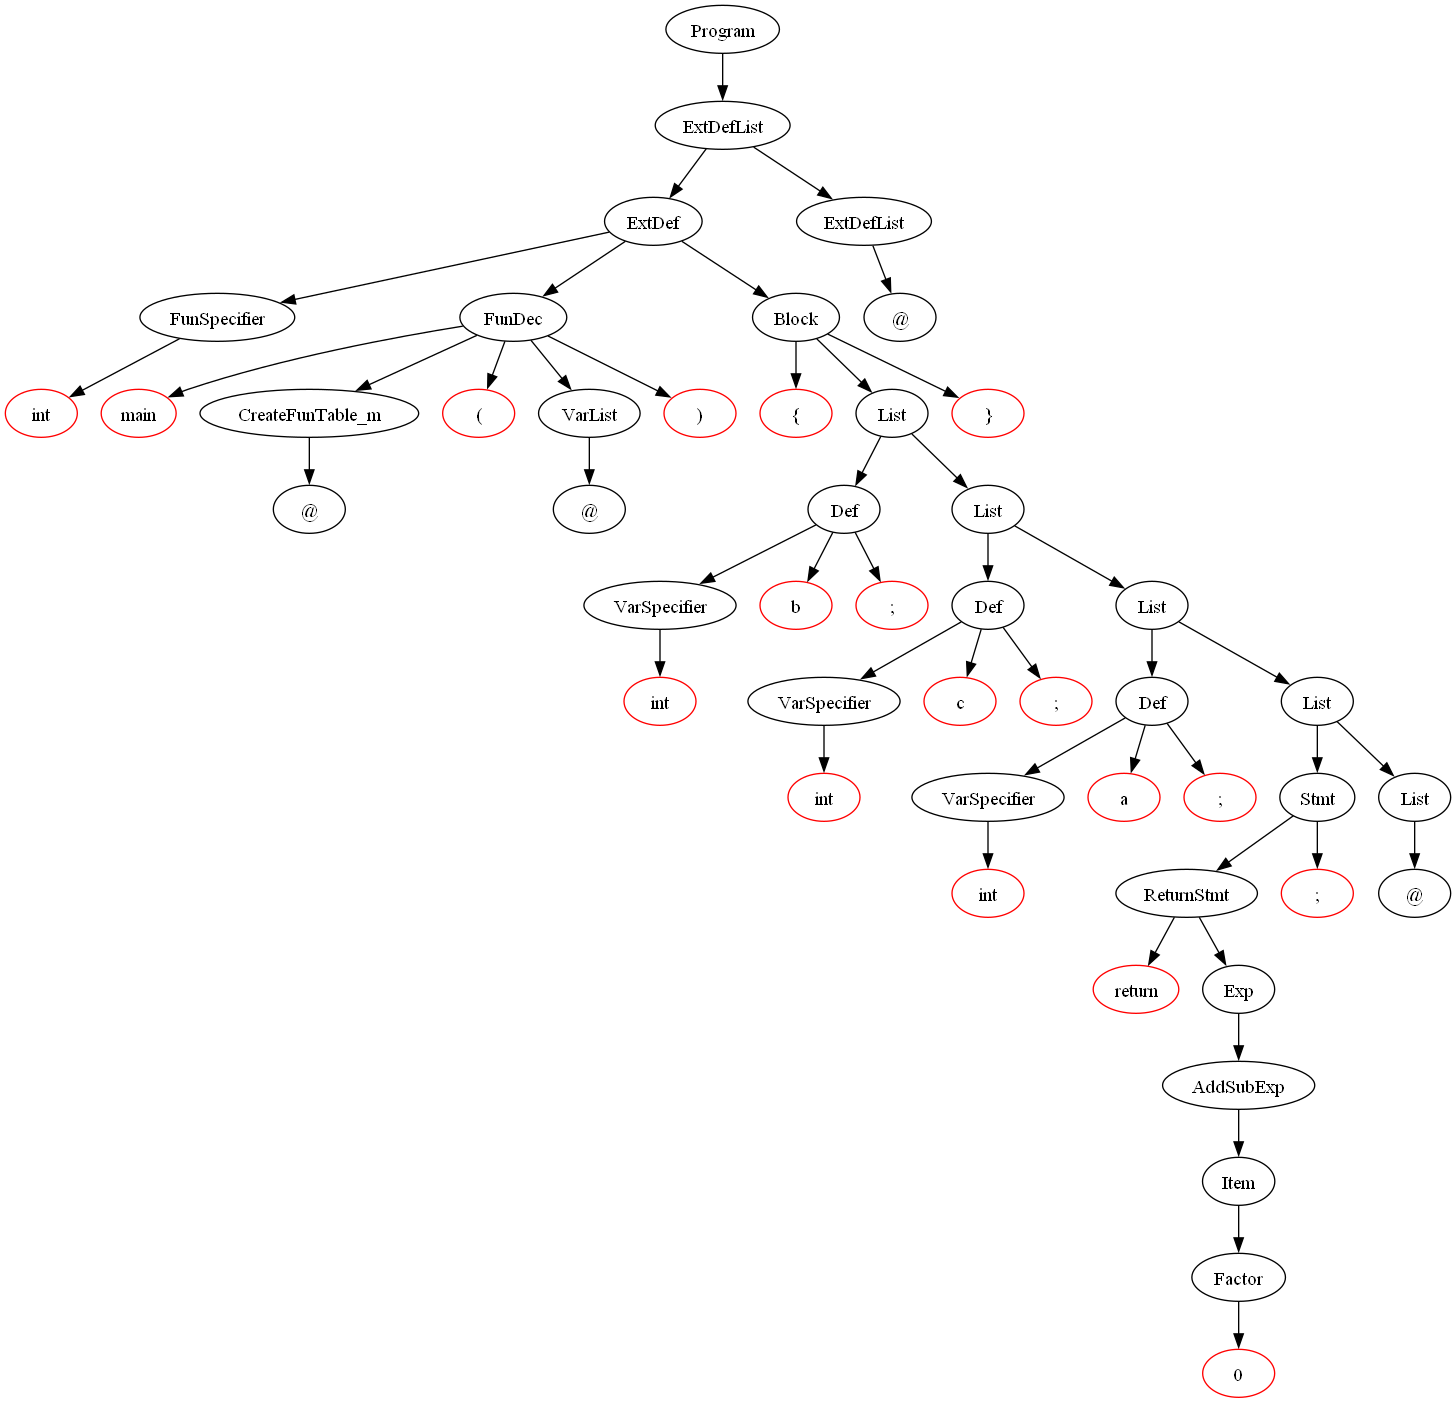 Program
ExtDefList
ExtDef ExtDefList
FunSpecifier FunDec Block @
int main CreateFunTable_m ( VarList ) { List }
@ @ Def List
VarSpecifier b ; Def List
int VarSpecifier c ; Def List
int VarSpecifier a ; Stmt List
int ReturnStmt ; @
return Exp
AddSubExp
Item
Factor
0